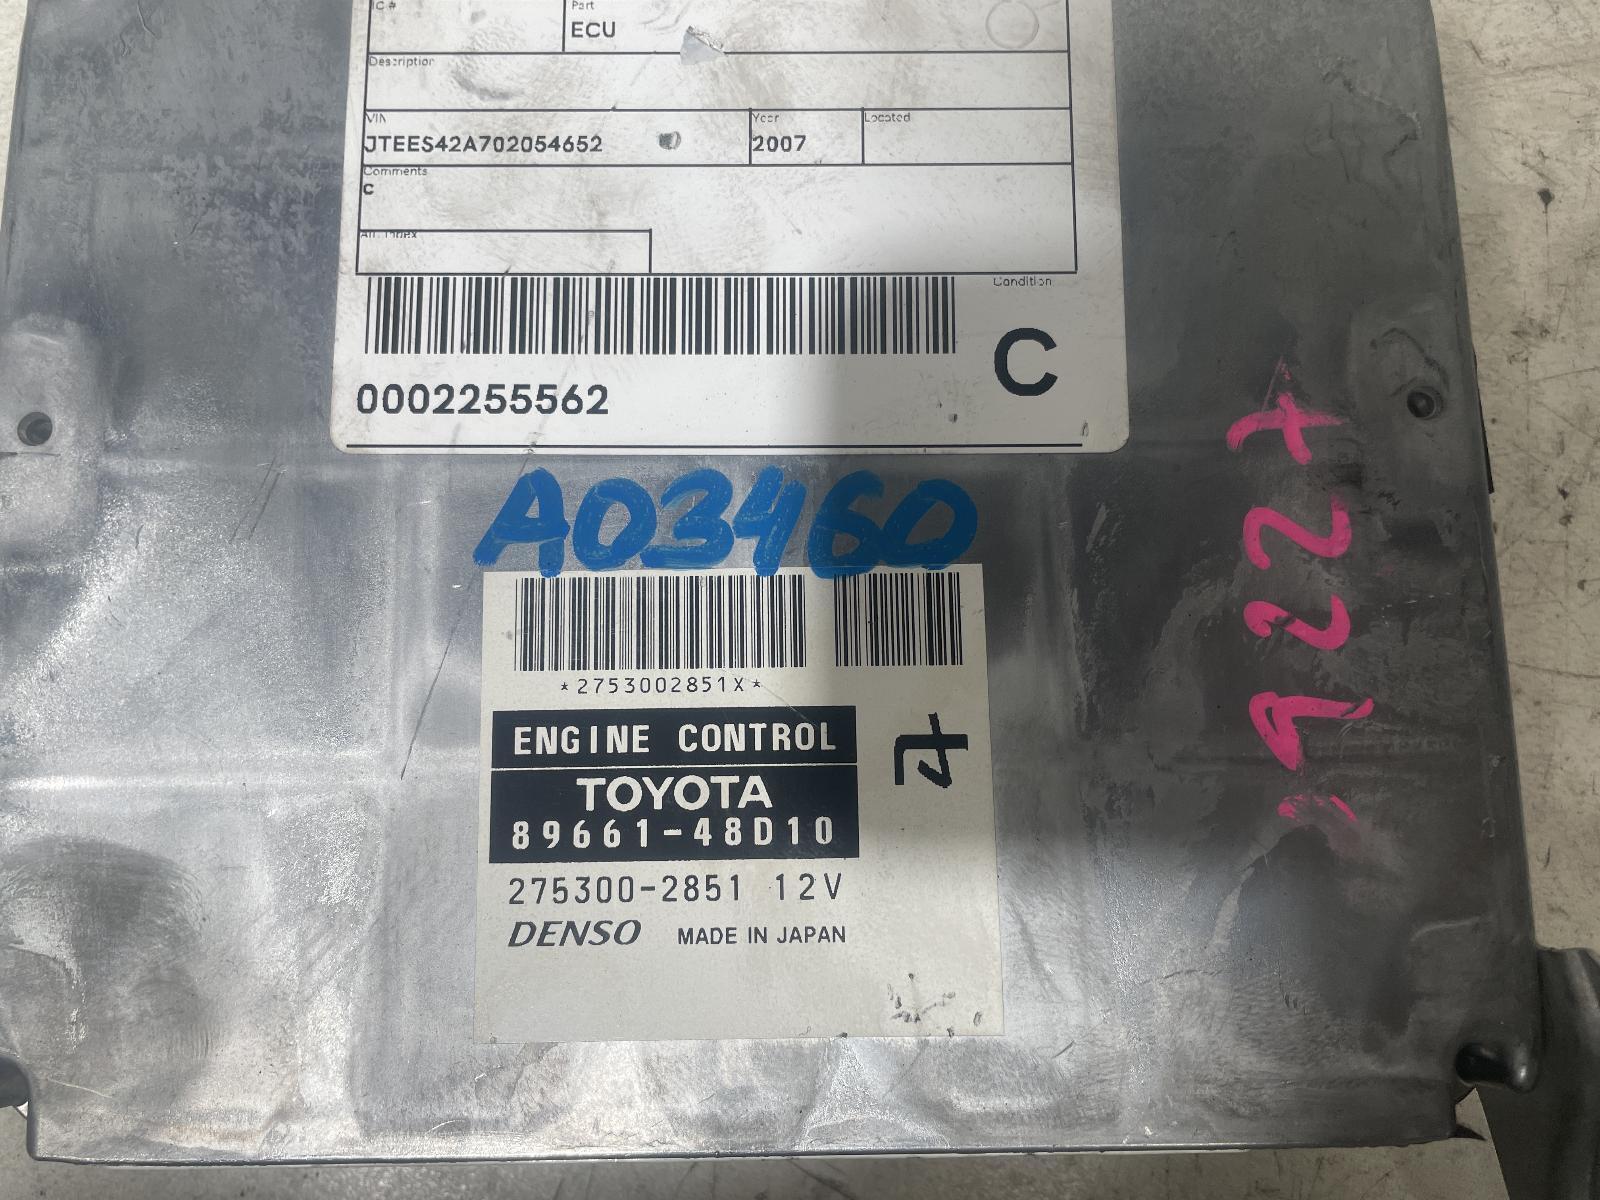 IC #
Part
ECU
Description
VIN
JTEES42A702054652
Year
2007
Located
Comments
C
Condition
C
0002255562
A03460
*2753002851X*
ENGINE CONTROL
TOYOTA
89661-48D10
275300-2851 12V
DENSO MADE IN JAPAN